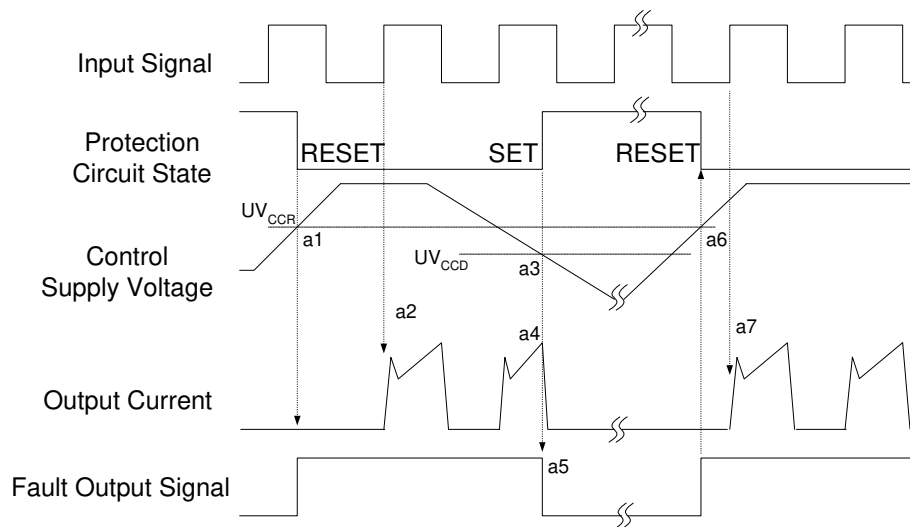 Input Signal
Protection
Circuit State
RESET
SET
RESET
UV_CCR
a1
a6
Control
Supply Voltage
UV_CCD
a3
a2
a4
a7
Output Current
a5
Fault Output Signal